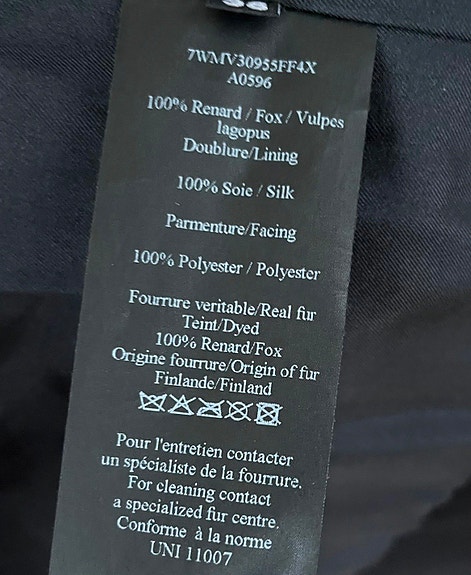 7WMV30955FF4X
A0596
100% Renard / Fox / Vulpes
lagopus
Doublure/Lining
100% Soie / Silk
Parmenture/Facing
100% Polyester / Polyester
Fourrure veritable/Real fur
Teint/Dyed
100% Renard/Fox
Origine fourrure/Origin of fur
Finlande/Finland
Pour l'entretien contacter
un spécialiste de la fourrure.
For cleaning contact
a specialized fur centre.
Conforme à la norme
UNI 11007